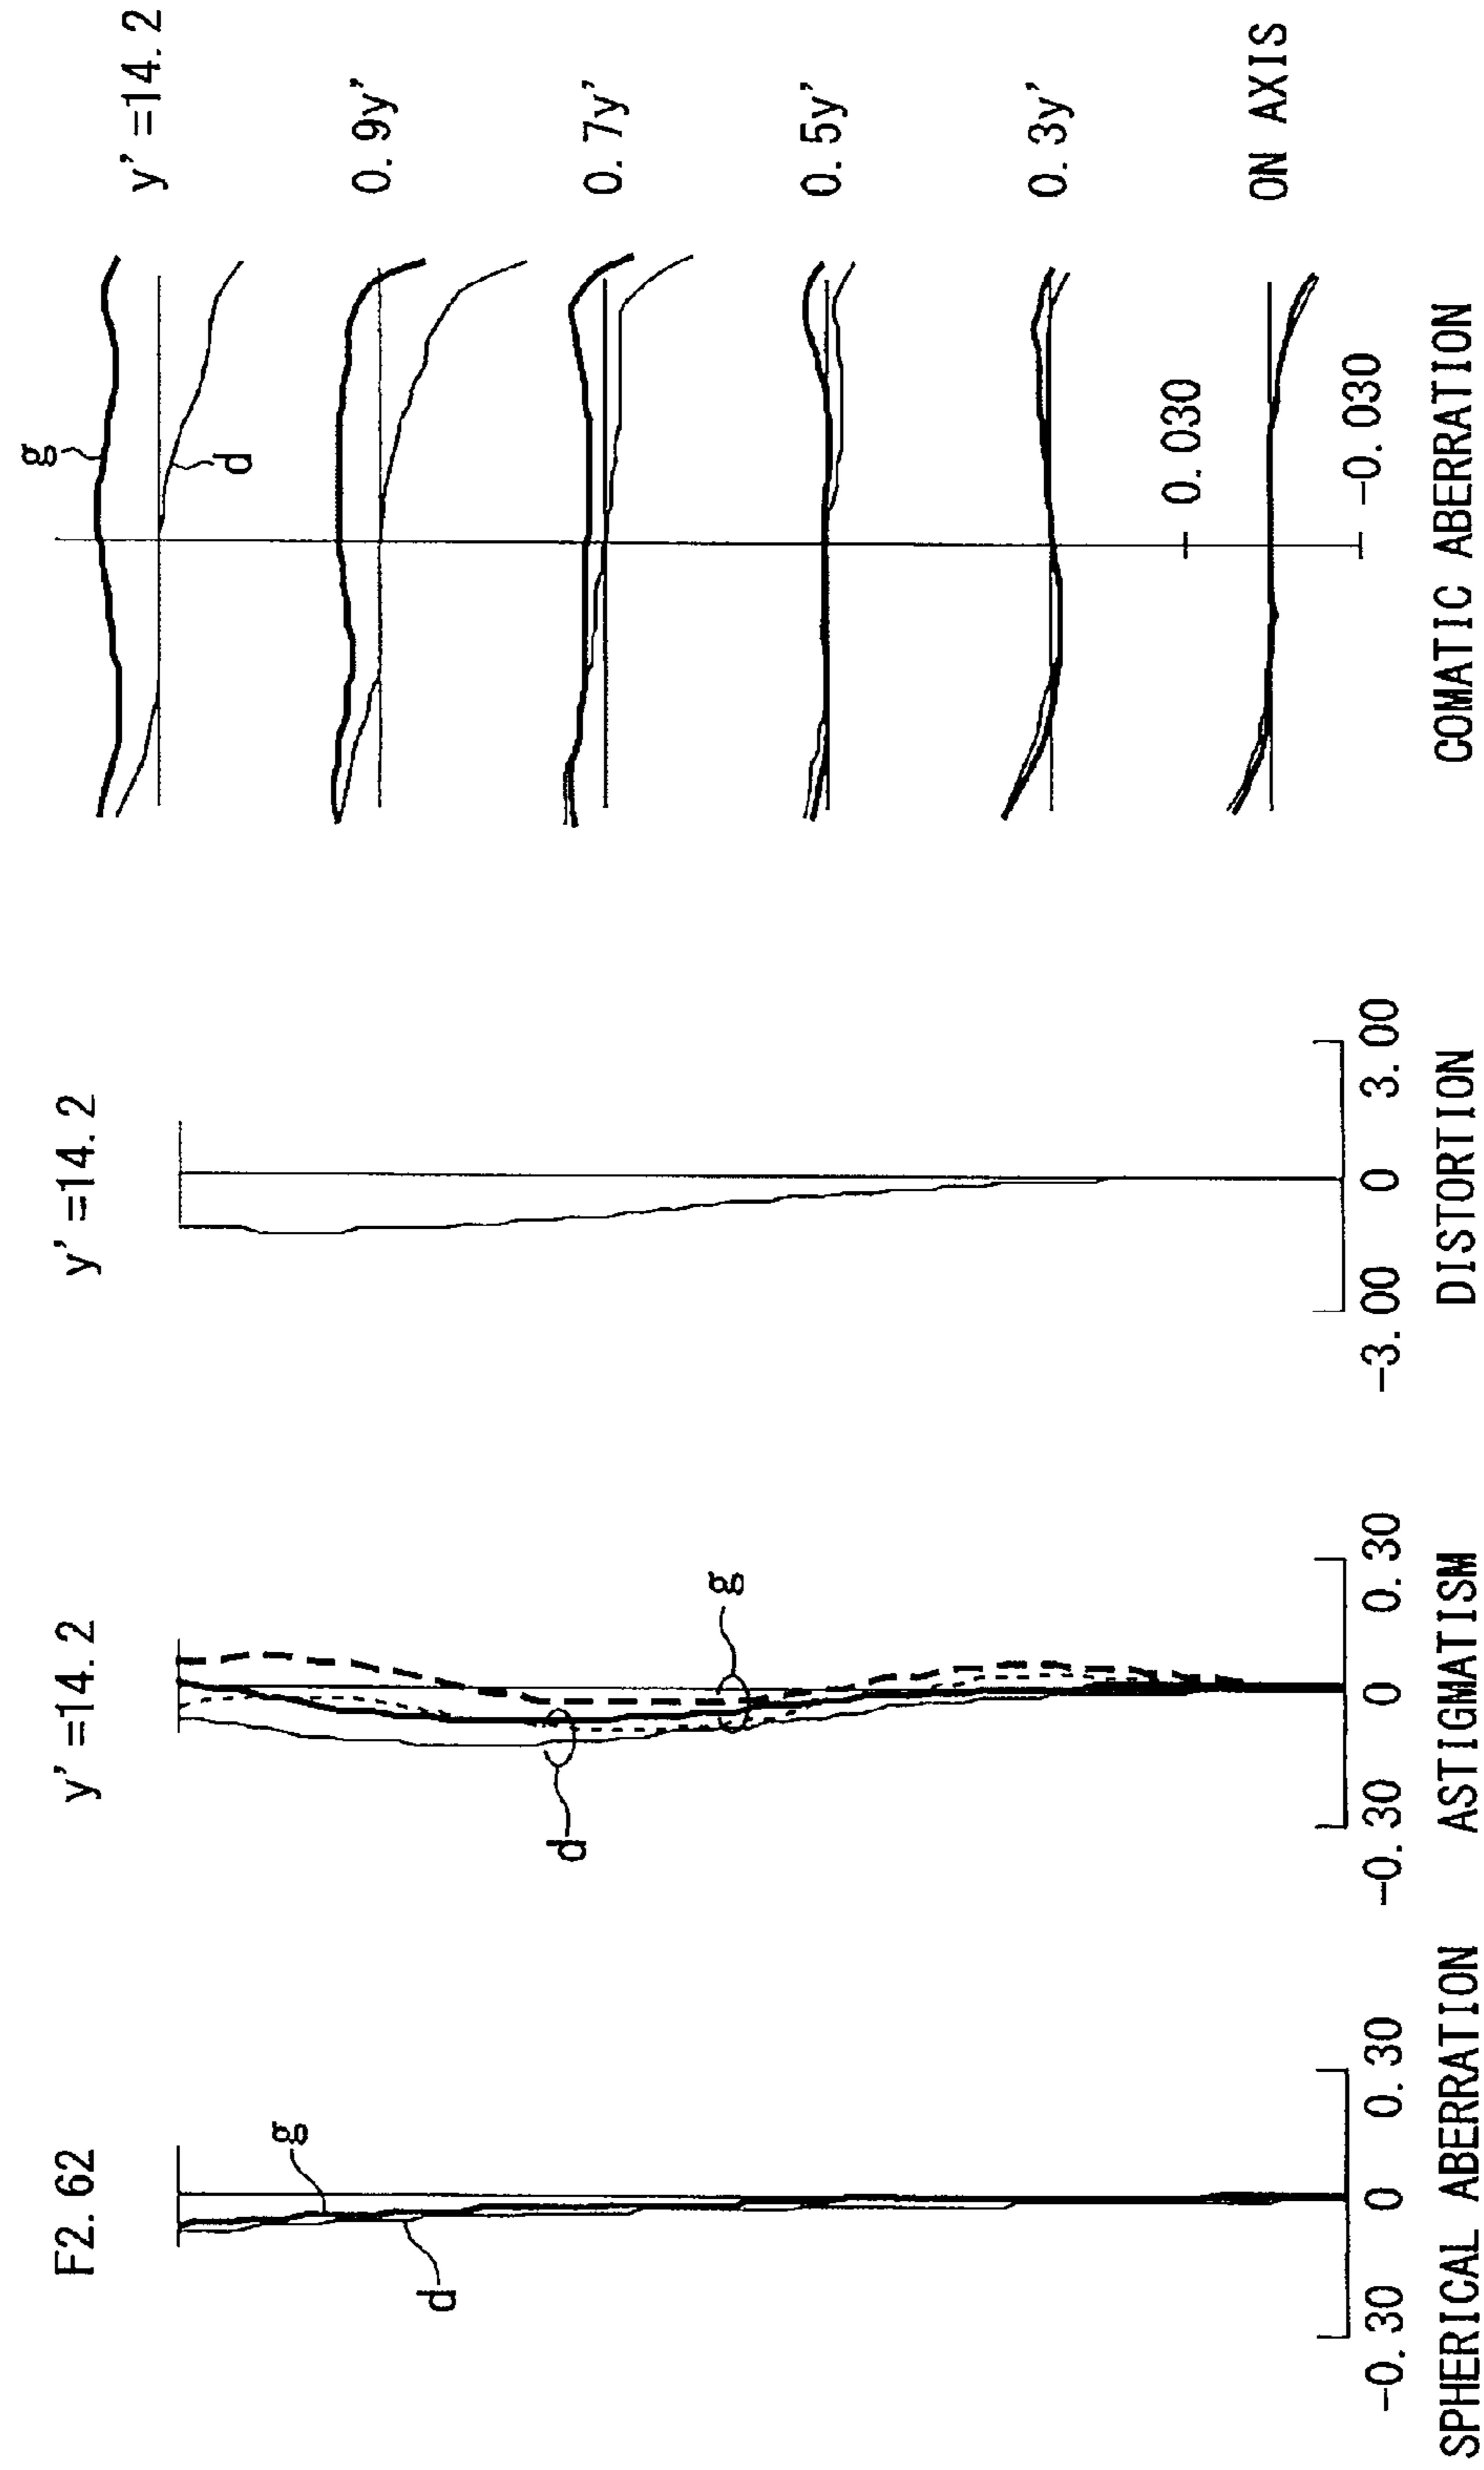 F2. 62
g
d
-0. 30
0
0. 30
SPHERICAL ABERRATION
y' =14. 2
g
d
-0. 30
0
0. 30
ASTIGMATISM
y' =14. 2
-3. 00
0
3. 00
DISTORTION
g
d
y' =14. 2
0. 9y'
0. 7y'
0. 5y'
0. 3y'
0. 030
ON AXIS
-0. 030
COMATIC ABERRATION